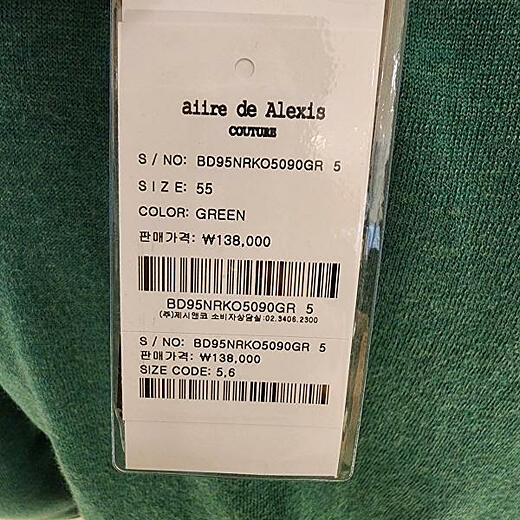 aiire de Alexis
COUTURE
S / NO: BD95NRKO5090GR 5
SIZE: 55
COLOR: GREEN
판매가격: ₩138,000
BD95NRKO5090GR 5
(주)제시앤코 소비자상담실:02.3406.2300
S / NO: BD95NRKO5090GR 5
판매가격: ₩138,000
SIZE CODE: 5,6